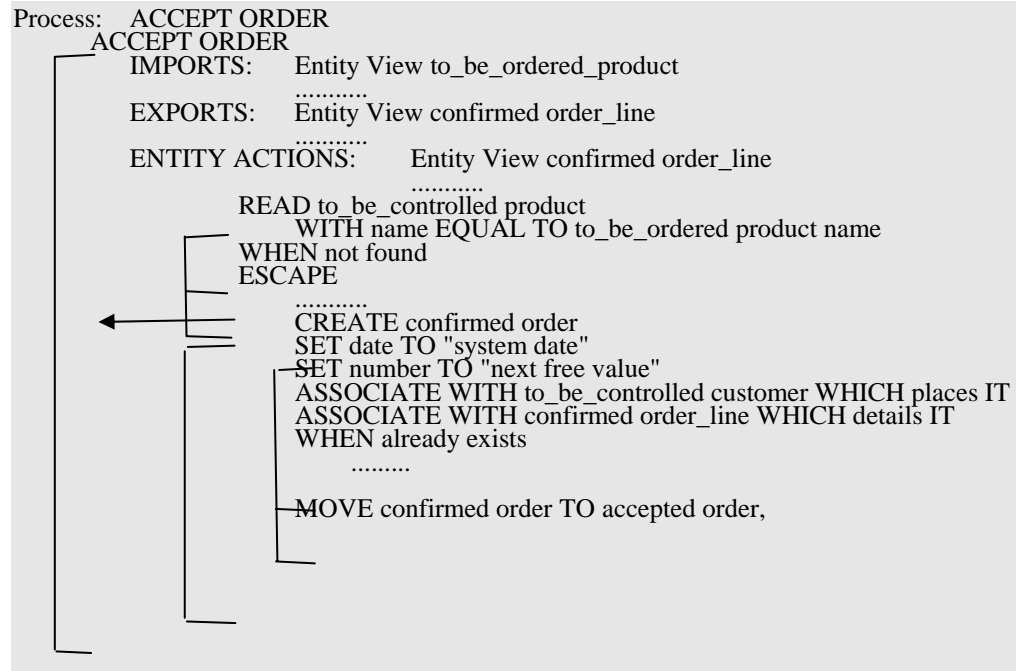 Process: ACCEPT ORDER
ACCEPT ORDER
IMPORTS: Entity View to_be_ordered_product
...........
EXPORTS: Entity View confirmed order_line
...........
ENTITY ACTIONS: Entity View confirmed order_line
...........
READ to_be_controlled product
WITH name EQUAL TO to_be_ordered product name
WHEN not found
ESCAPE
...........
CREATE confirmed order
SET date TO "system date"
SET number TO "next free value"
ASSOCIATE WITH to_be_controlled customer WHICH places IT
ASSOCIATE WITH confirmed order_line WHICH details IT
WHEN already exists
.........
MOVE confirmed order TO accepted order,